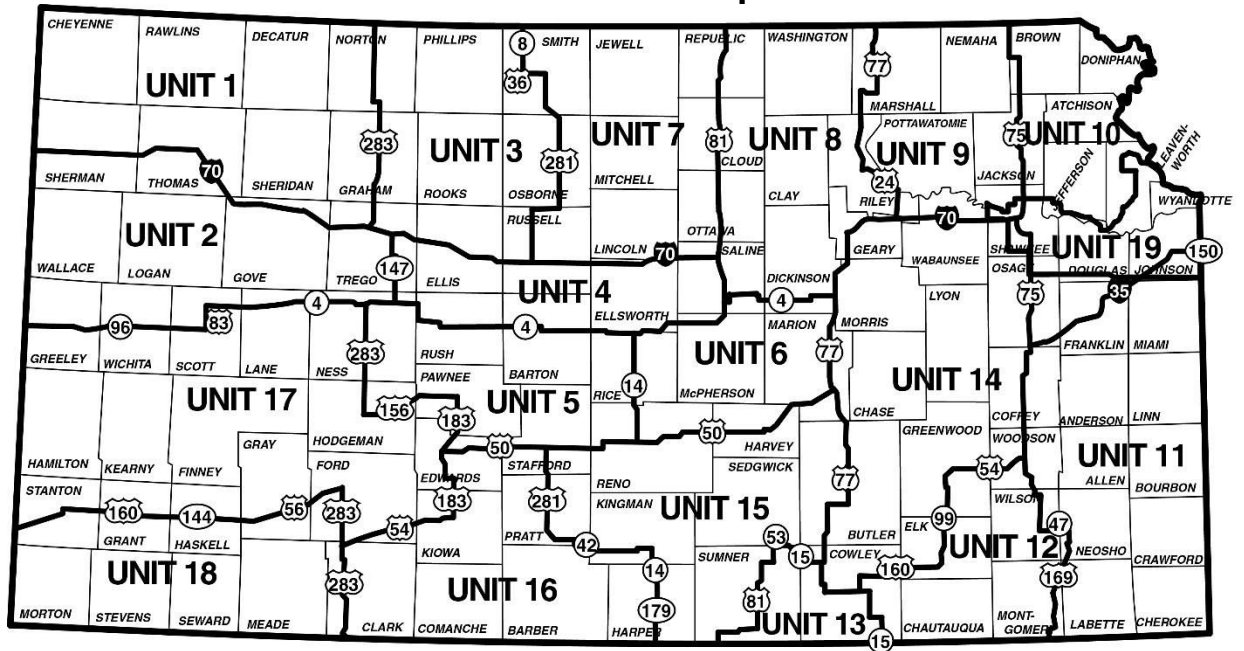 CHEYENNE
RAWLINS
DECATUR
NORTON
PHILLIPS
8
SMITH
JEWELL
REPUBLIC
WASHINGTON
NEMAHA
BROWN
DONIPHAN
UNIT 1
36
77
MARSHALL
ATCHISON
283
UNIT 3
281
UNIT 7
81
UNIT 8
POTTAWATOMIE
UNIT 9
75
UNIT 10
LEAVEN-
WORTH
SHERMAN
THOMAS
70
SHERIDAN
GRAHAM
ROOKS
OSBORNE
MITCHELL
CLOUD
CLAY
24
RILEY
JACKSON
JEFFERSON
WYANDOTTE
UNIT 2
RUSSELL
LINCOLN
70
OTTAWA
SALINE
GEARY
70
WABAUNSEE
SHAWNEE
UNIT 19
150
WALLACE
LOGAN
GOVE
TREGO
147
ELLIS
UNIT 4
DICKINSON
OSAGE
DOUGLAS
JOHNSON
96
83
4
4
ELLSWORTH
4
MARION
MORRIS
LYON
75
35
GREELEY
WICHITA
SCOTT
LANE
NESS
283
RUSH
BARTON
UNIT 6
77
FRANKLIN
MIAMI
UNIT 17
156
PAWNEE
183
UNIT 5
RICE
14
McPHERSON
UNIT 14
CHASE
COFFEY
ANDERSON
LINN
GRAY
HODGEMAN
50
50
HARVEY
GREENWOOD
WOODSON
HAMILTON
KEARNY
FINNEY
FORD
EDWARDS
STAFFORD
RENO
SEDGWICK
77
54
UNIT 11
ALLEN
BOURBON
STANTON
160
144
56
283
54
183
281
KINGMAN
UNIT 15
WILSON
GRANT
HASKELL
KIOWA
PRATT
42
53
15
BUTLER
COWLEY
ELK
99
UNIT 12
47
NEOSHO
CRAWFORD
UNIT 18
283
UNIT 16
14
SUMNER
160
169
MORTON
STEVENS
SEWARD
MEADE
CLARK
COMANCHE
BARBER
179
HARPER
81
UNIT 13
15
CHAUTAUQUA
MONT-
GOMERY
LABETTE
CHEROKEE